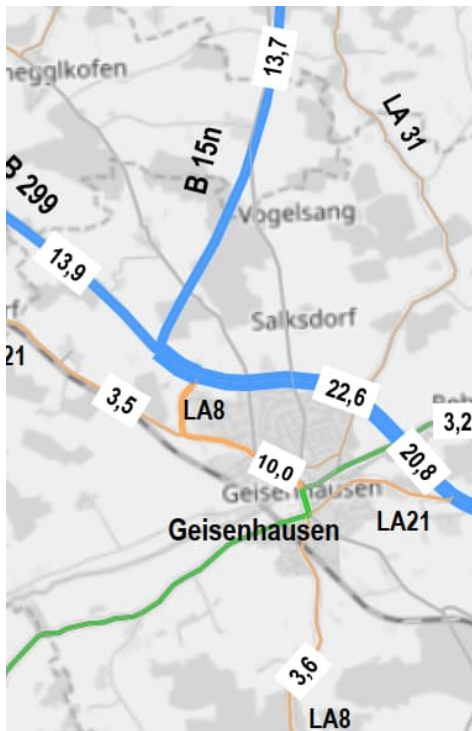 negglkofen
13,7
LA 31
B 15n
B 299
Vogelsang
13,9
Salksdorf
21
3,5
LA8
22,6
3,2
10,0
20,8
Geisenhausen
LA21
Geisenhausen
3,6
LA8